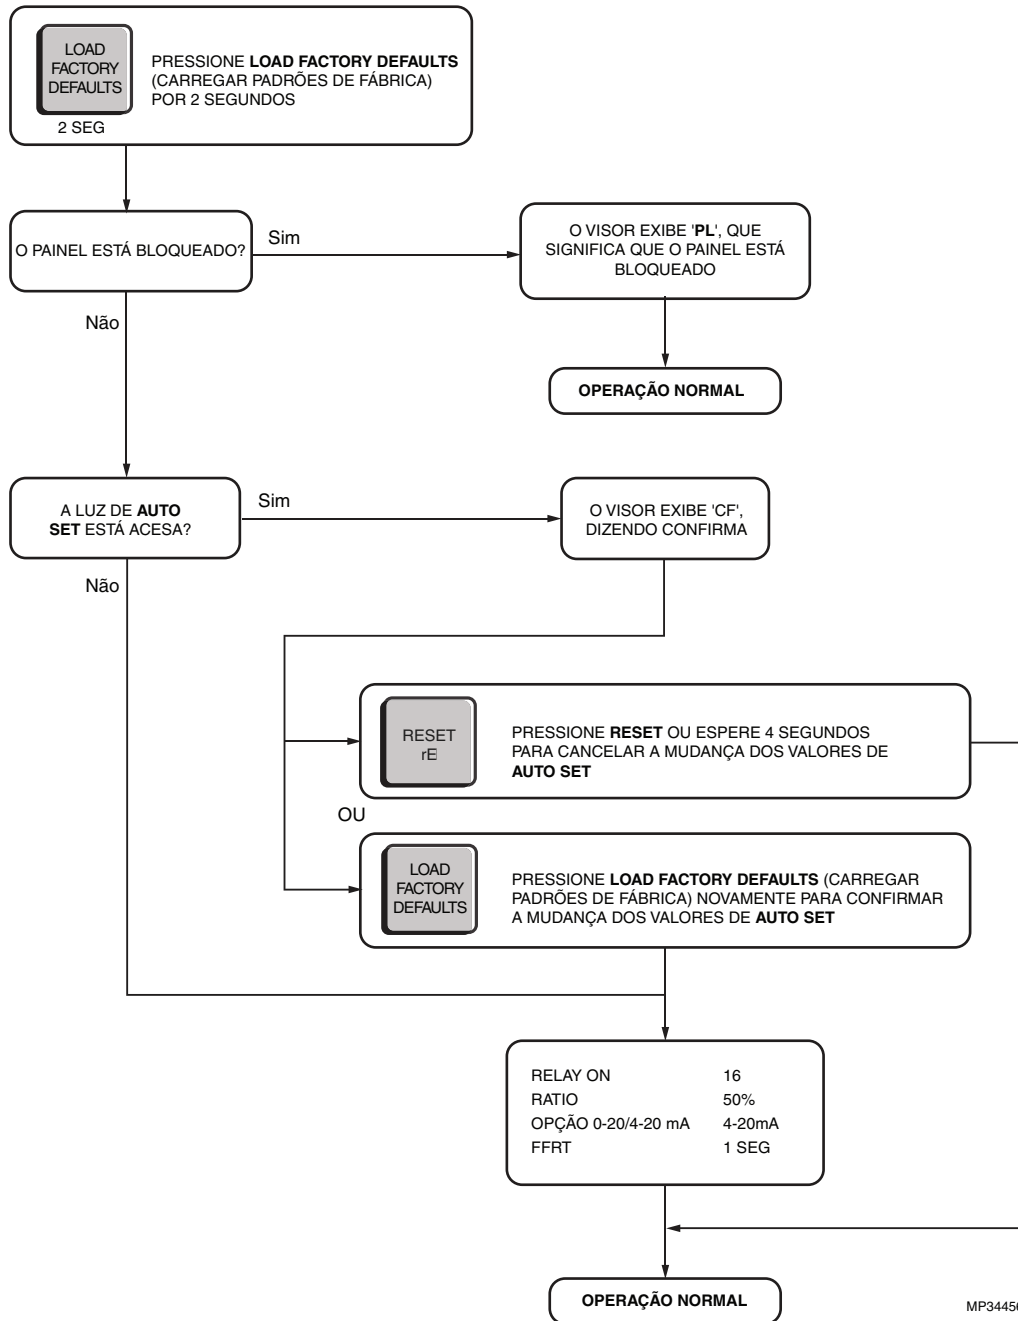 LOAD
FACTORY
DEFAULTS
2 SEG
PRESSIONE LOAD FACTORY DEFAULTS
(CARREGAR PADRÕES DE FÁBRICA)
POR 2 SEGUNDOS
O PAINEL ESTÁ BLOQUEADO?
Sim
O VISOR EXIBE 'PL', QUE
SIGNIFICA QUE O PAINEL ESTÁ
BLOQUEADO
Não
OPERAÇÃO NORMAL
A LUZ DE AUTO
SET ESTÁ ACESA?
Sim
O VISOR EXIBE 'CF',
DIZENDO CONFIRMA
Não
RESET
rE
PRESSIONE RESET OU ESPERE 4 SEGUNDOS
PARA CANCELAR A MUDANÇA DOS VALORES DE
AUTO SET
OU
LOAD
FACTORY
DEFAULTS
PRESSIONE LOAD FACTORY DEFAULTS (CARREGAR
PADRÕES DE FÁBRICA) NOVAMENTE PARA CONFIRMAR
A MUDANÇA DOS VALORES DE AUTO SET
RELAY ON 16
RATIO 50%
OPÇÃO 0-20/4-20 mA 4-20mA
FFRT 1 SEG
OPERAÇÃO NORMAL